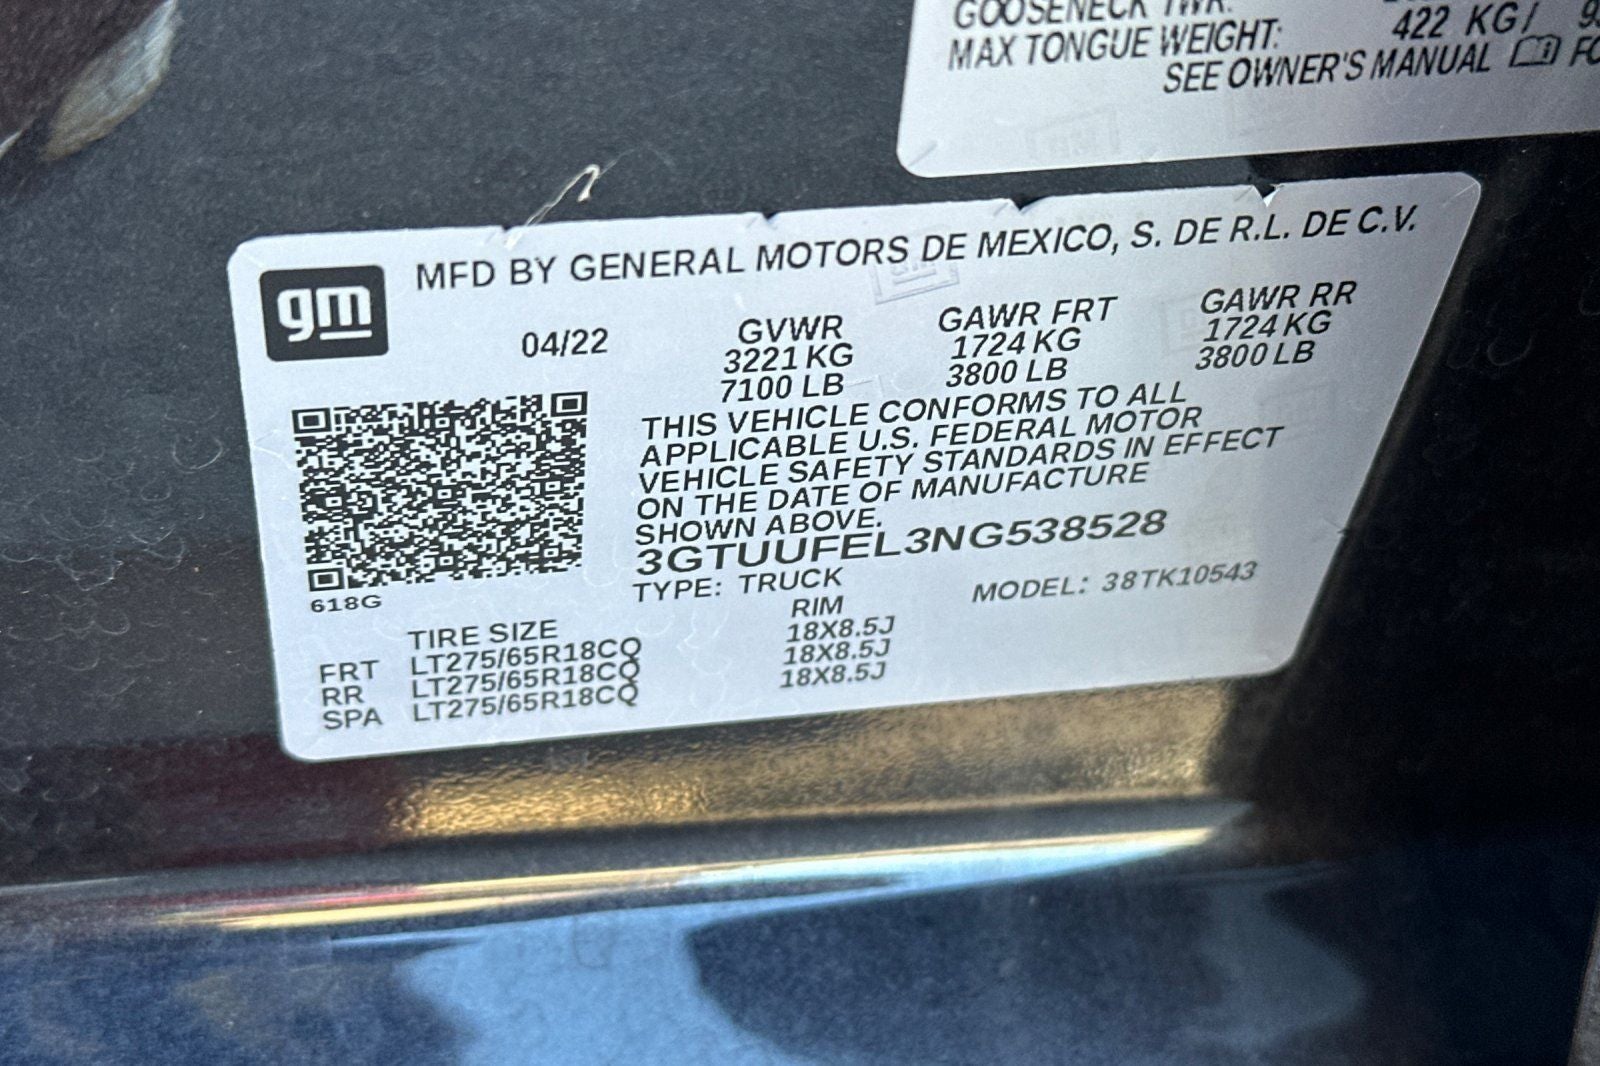 GOOSENECK TWR:
MAX TONGUE WEIGHT: 422 KG/
SEE OWNER'S MANUAL
gm
MFD BY GENERAL MOTORS DE MEXICO, S. DE R.L. DE C.V.
04/22
GVWR GAWR FRT GAWR RR
3221 KG 1724 KG 1724 KG
7100 LB 3800 LB 3800 LB
THIS VEHICLE CONFORMS TO ALL
APPLICABLE U.S. FEDERAL MOTOR
VEHICLE SAFETY STANDARDS IN EFFECT
ON THE DATE OF MANUFACTURE
SHOWN ABOVE.
3GTUUFEL3NG538528
TYPE: TRUCK MODEL: 38TK10543
618G
TIRE SIZE RIM
FRT LT275/65R18CQ 18X8.5J
RR LT275/65R18CQ 18X8.5J
SPA LT275/65R18CQ 18X8.5J